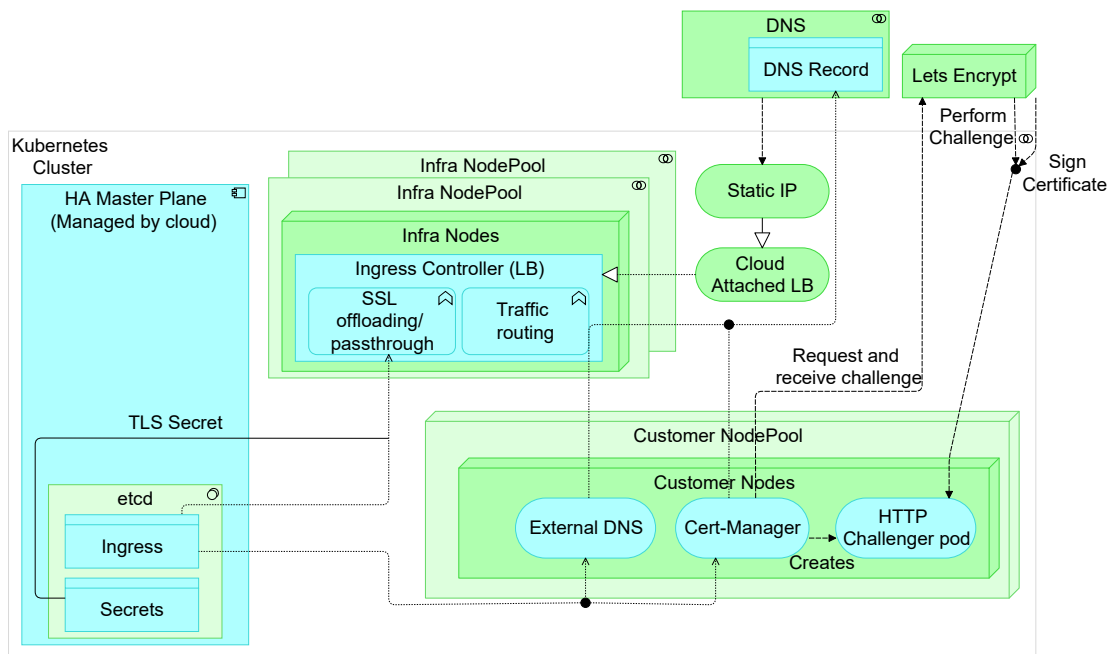 DNS
DNS Record
Lets Encrypt
Perform
Challenge
Sign
Certificate
Kubernetes
Cluster
HA Master Plane
(Managed by cloud)
Infra NodePool
Infra NodePool
Infra Nodes
Ingress Controller (LB)
SSL
offloading/
passthrough
Traffic
routing
Static IP
Cloud
Attached LB
Request and
receive challenge
TLS Secret
Customer NodePool
Customer Nodes
External DNS
Cert-Manager
HTTP
Challenger pod
Creates
etcd
Ingress
Secrets